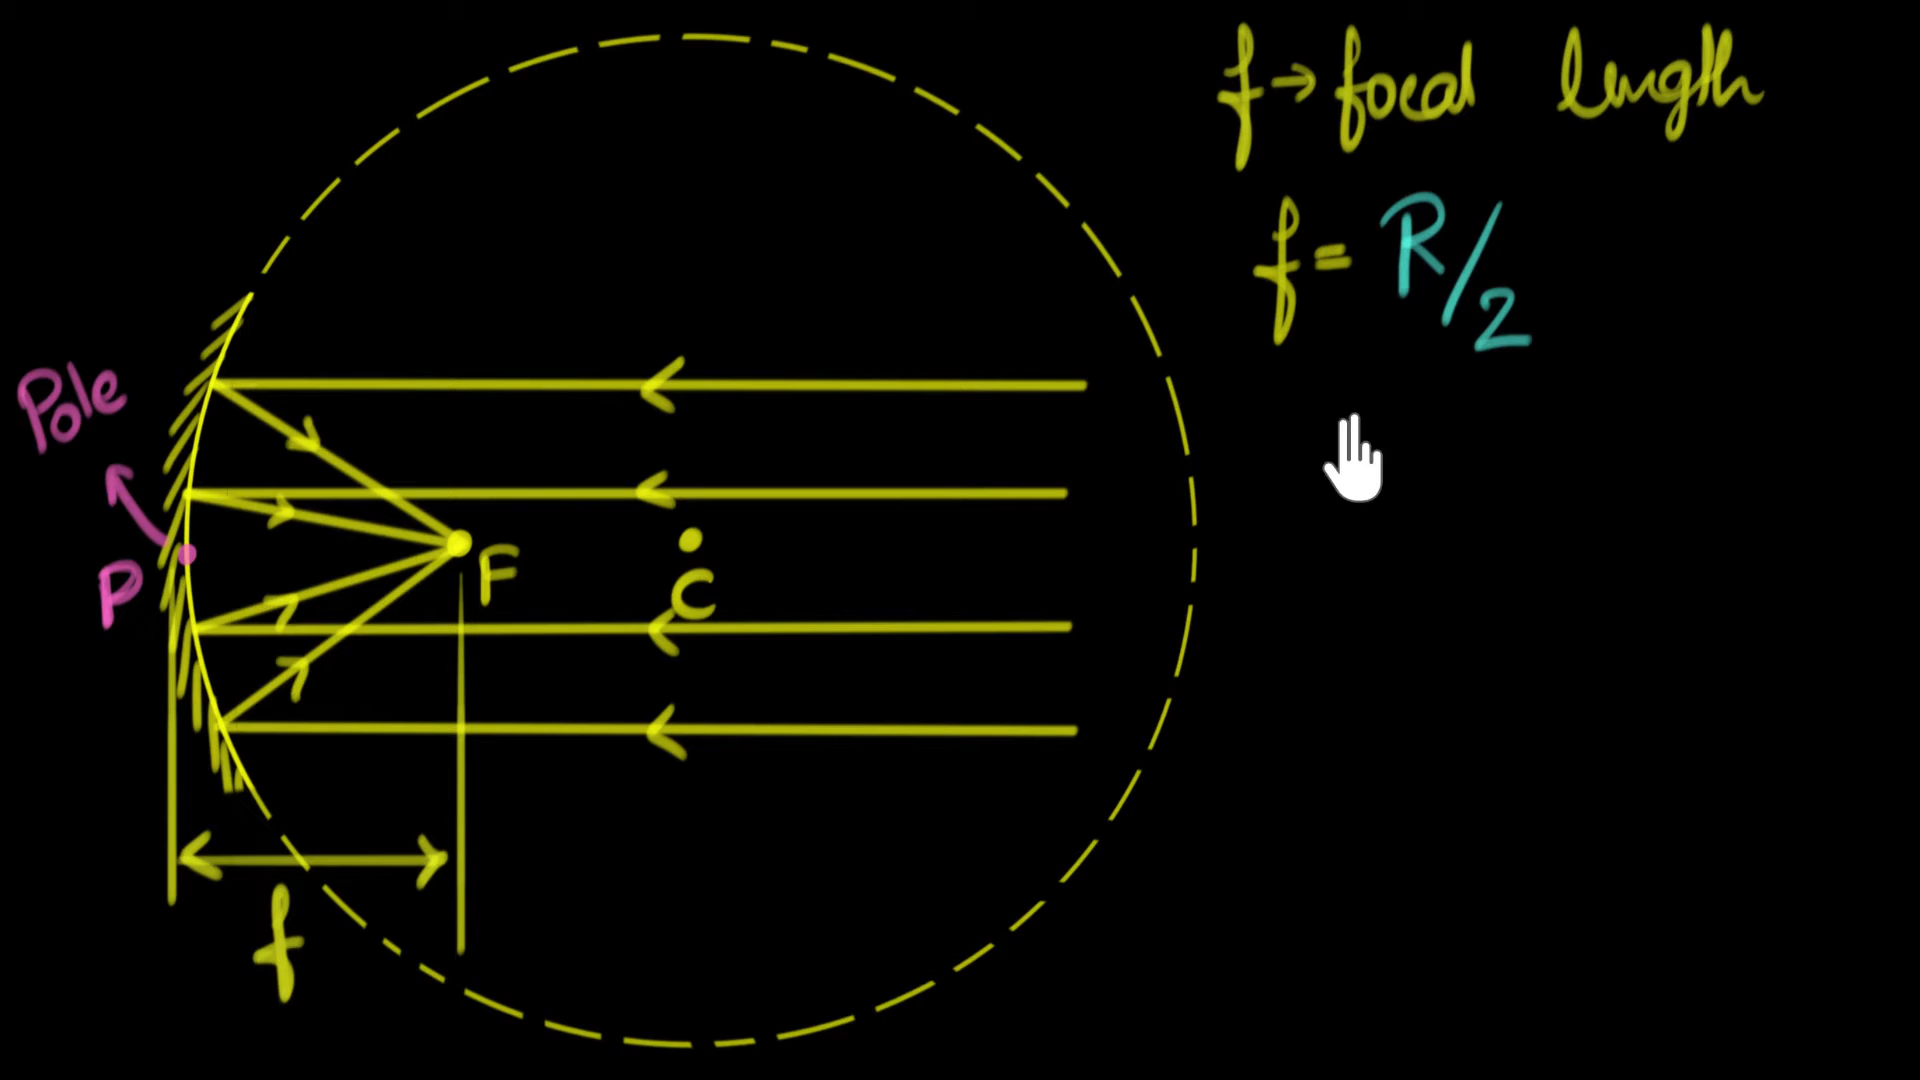 f → focal length
f = R/2
Pole
P
F
C
f